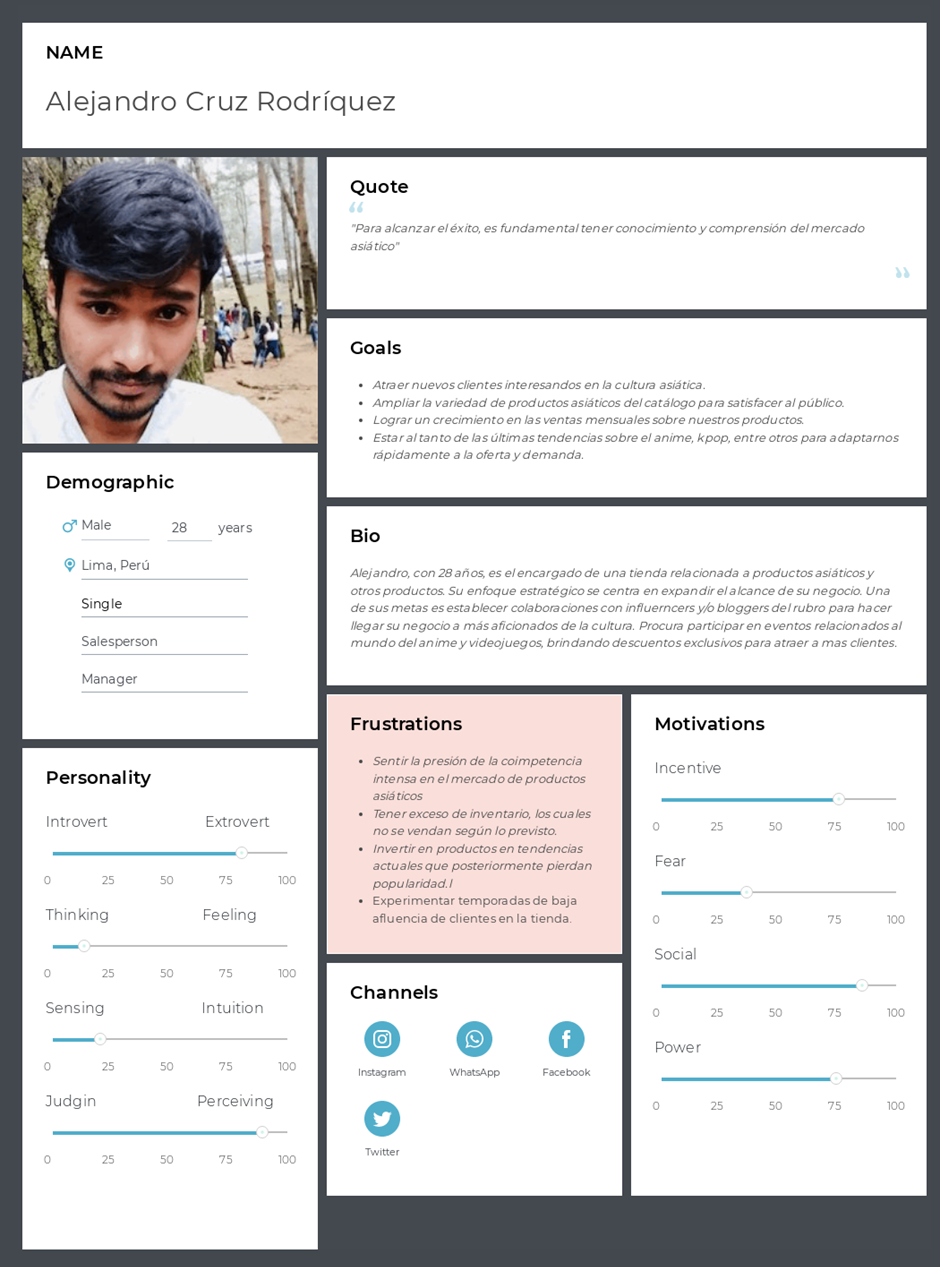 NAME
Alejandro Cruz Rodríquez
Quote
“
"Para alcanzar el éxito, es fundamental tener conocimiento y comprensión del mercado
asiático"
”
Goals
• Atraer nuevos clientes interesandos en la cultura asiática.
• Ampliar la variedad de productos asiáticos del catálogo para satisfacer al público.
• Lograr un crecimiento en las ventas mensuales sobre nuestros productos.
• Estar al tanto de las últimas tendencias sobre el anime, kpop, entre otros para adaptarnos
rápidamente a la oferta y demanda.
Demographic
Male 28 years
Lima, Perú
Single
Salesperson
Manager
Bio
Alejandro, con 28 años, es el encargado de una tienda relacionada a productos asiáticos y
otros productos. Su enfoque estratégico se centra en expandir el alcance de su negocio. Una
de sus metas es establecer colaboraciones con influerncers y/o bloggers del rubro para hacer
llegar su negocio a más aficionados de la cultura. Procura participar en eventos relacionados al
mundo del anime y videojuegos, brindando descuentos exclusivos para atraer a mas clientes.
Personality
Introvert Extrovert
0 25 50 75 100
Thinking Feeling
0 25 50 75 100
Sensing Intuition
0 25 50 75 100
Judgin Perceiving
0 25 50 75 100
Frustrations
• Sentir la presión de la coimpetencia
intensa en el mercado de productos
asiáticos
• Tener exceso de inventario, los cuales
no se vendan según lo previsto.
• Invertir en productos en tendencias
actuales que posteriormente pierdan
popularidad.l
• Experimentar temporadas de baja
afluencia de clientes en la tienda.
Channels
Instagram WhatsApp Facebook
Twitter
Motivations
Incentive
0 25 50 75 100
Fear
0 25 50 75 100
Social
0 25 50 75 100
Power
0 25 50 75 100